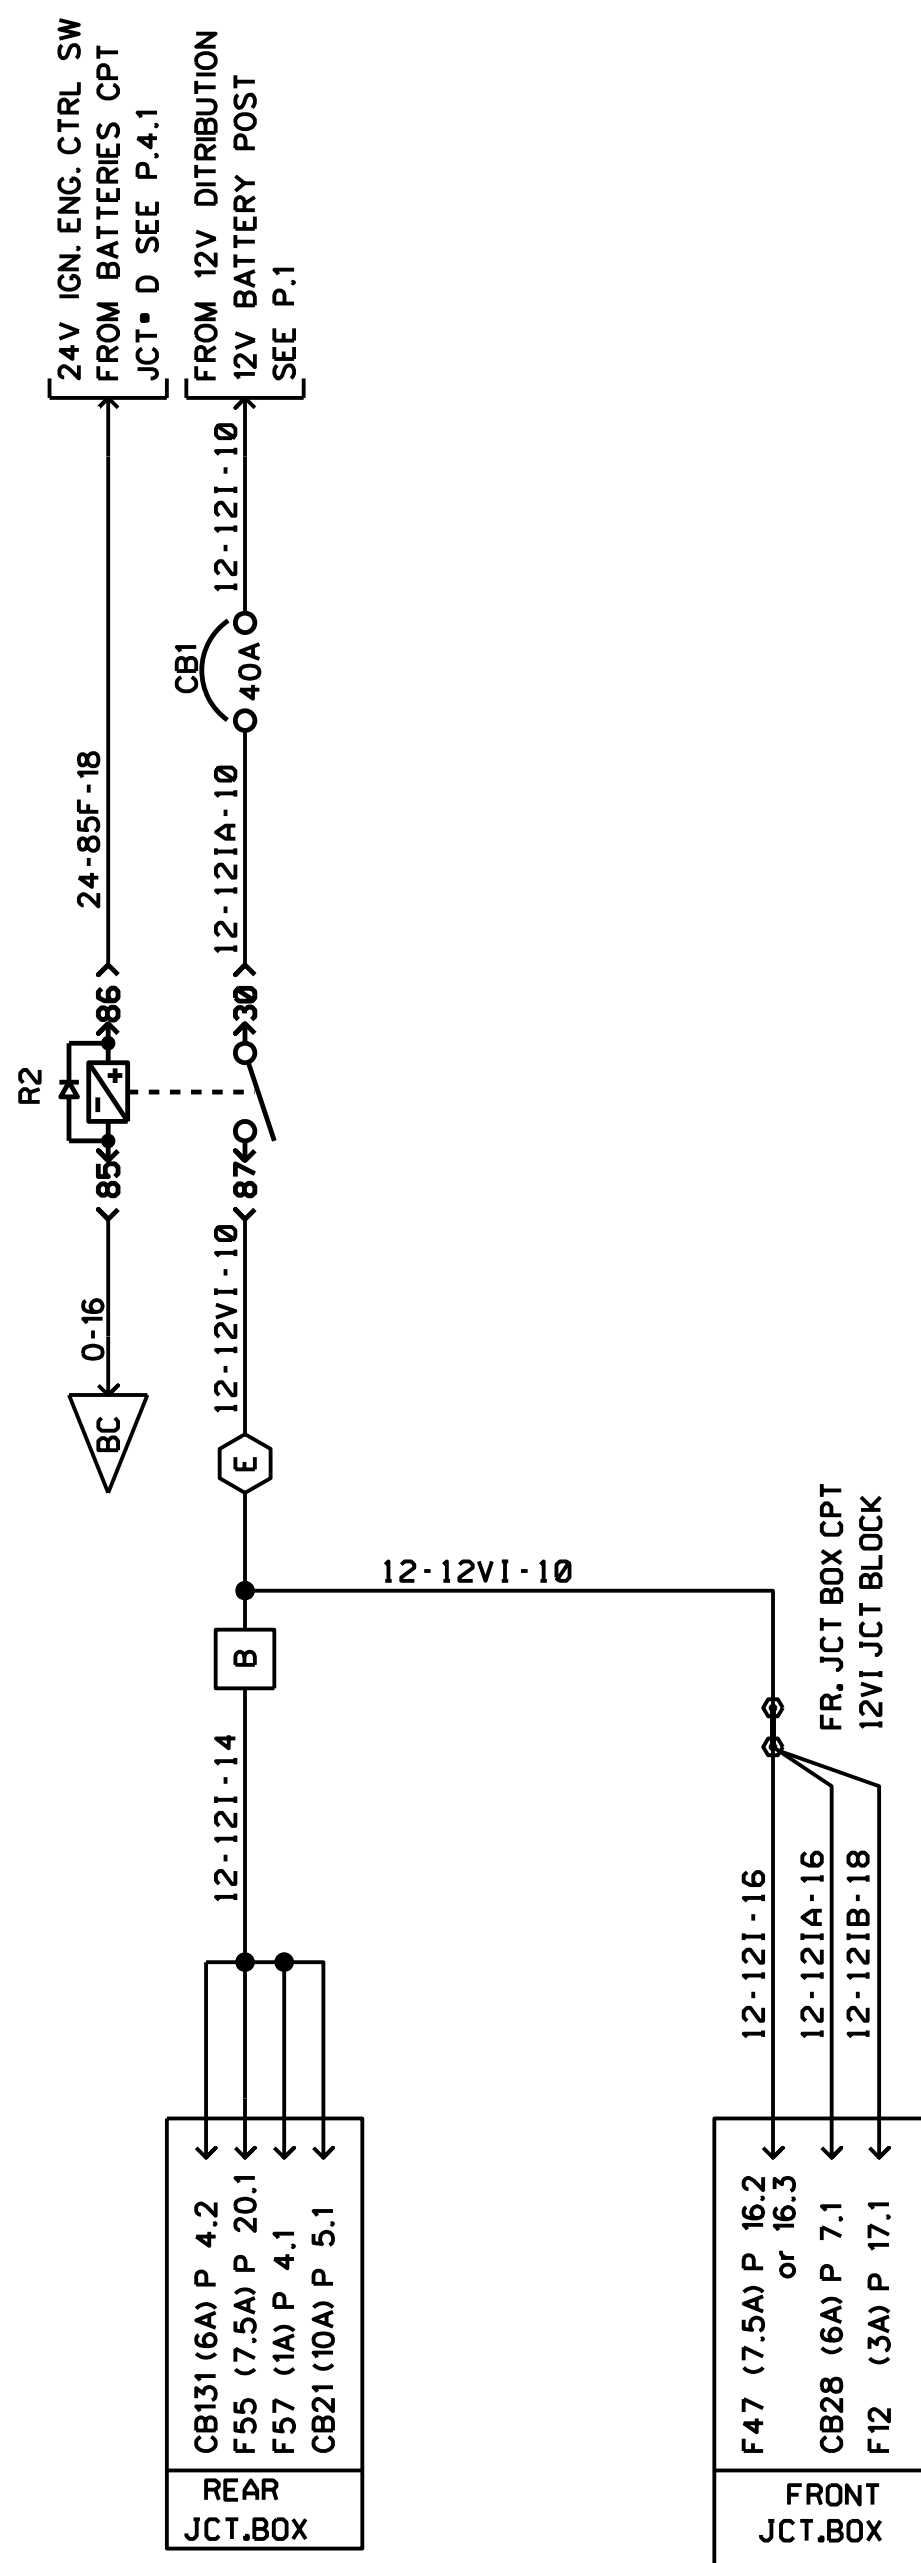 24V IGN. ENG. CTRL SW
FROM BATTERIES CPT
JCT• D SEE P.4.1
FROM 12V DITRIBUTION
12V BATTERY POST
SEE P.1
12-12I-10
CB1
40A
24-85F-18
12-12IA-10
86
30
R2
+
-
85
87
0-16
12-12VI-10
BC
E
12-12VI-10
FR. JCT BOX CPT
12VI JCT BLOCK
B
12-12I-14
12-12I-16
12-12IA-16
12-12IB-18
CB131 (6A) P 4.2
F55 (7.5A) P 20.1
F57 (1A) P 4.1
CB21 (10A) P 5.1
REAR
JCT.BOX
F47 (7.5A) P 16.2
or 16.3
CB28 (6A) P 7.1
F12 (3A) P 17.1
FRONT
JCT.BOX